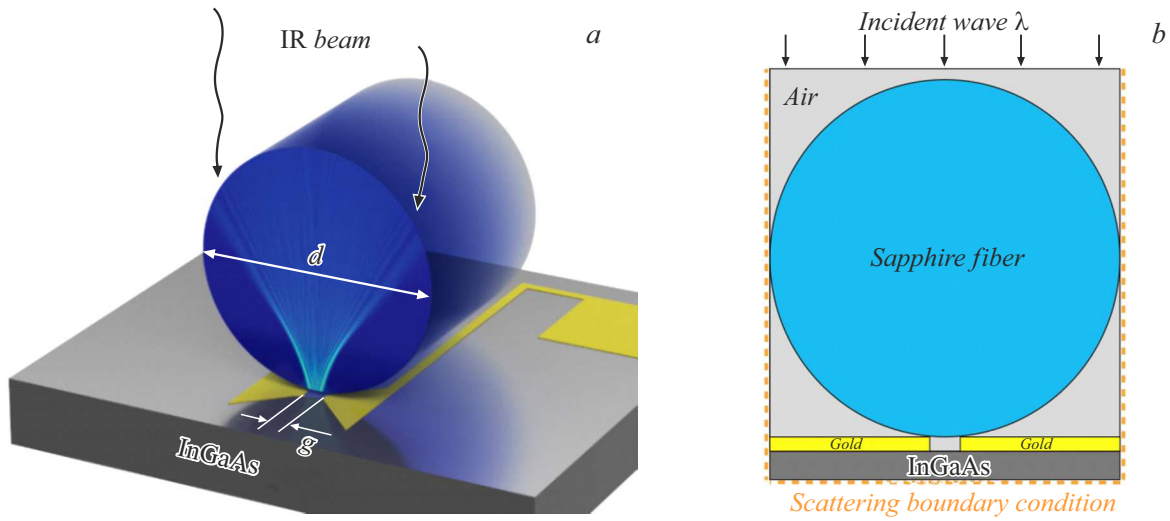 IR beam
a
d
g
InGaAs
Incident wave λ
b
Air
Sapphire fiber
Gold
Gold
InGaAs
Scattering boundary condition